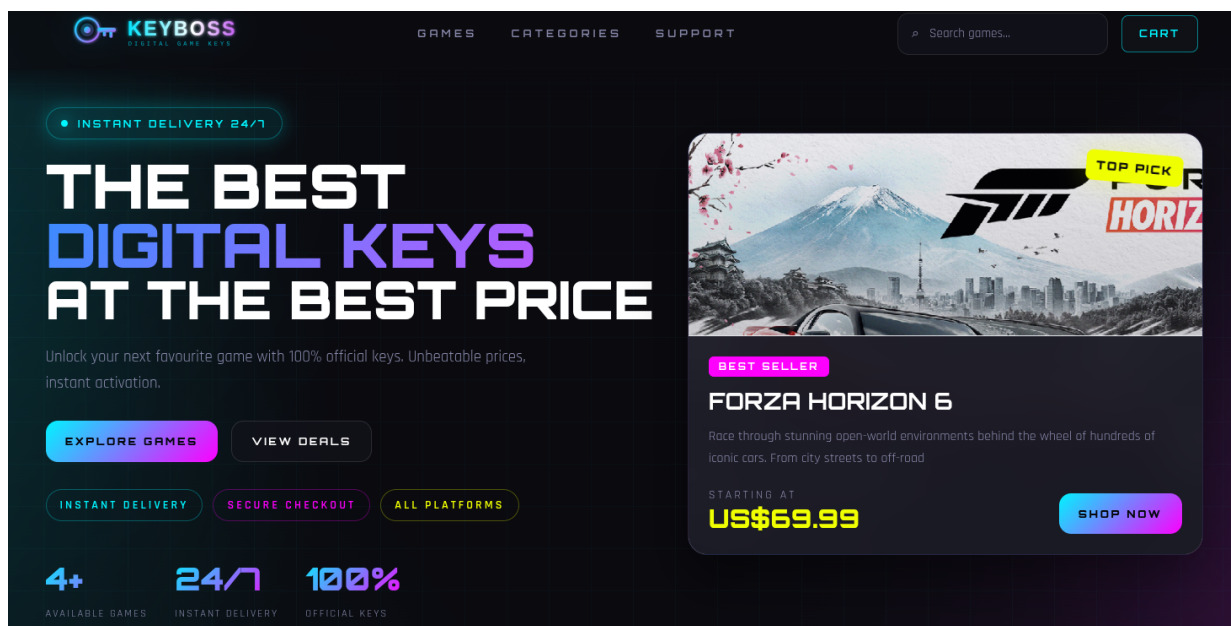 KEYBOSS
DIGITAL GAME KEYS
GAMES
CATEGORIES
SUPPORT
Search games...
CART
INSTANT DELIVERY 24/7
THE BEST
DIGITAL KEYS
AT THE BEST PRICE
Unlock your next favourite game with 100% official keys. Unbeatable prices,
instant activation.
EXPLORE GAMES
VIEW DEALS
INSTANT DELIVERY
SECURE CHECKOUT
ALL PLATFORMS
4+
AVAILABLE GAMES
24/7
INSTANT DELIVERY
100%
OFFICIAL KEYS
TOP PICK
HORIZ
BEST SELLER
FORZA HORIZON 6
Race through stunning open-world environments behind the wheel of hundreds of
iconic cars. From city streets to off-road
STARTING AT
US$69.99
SHOP NOW